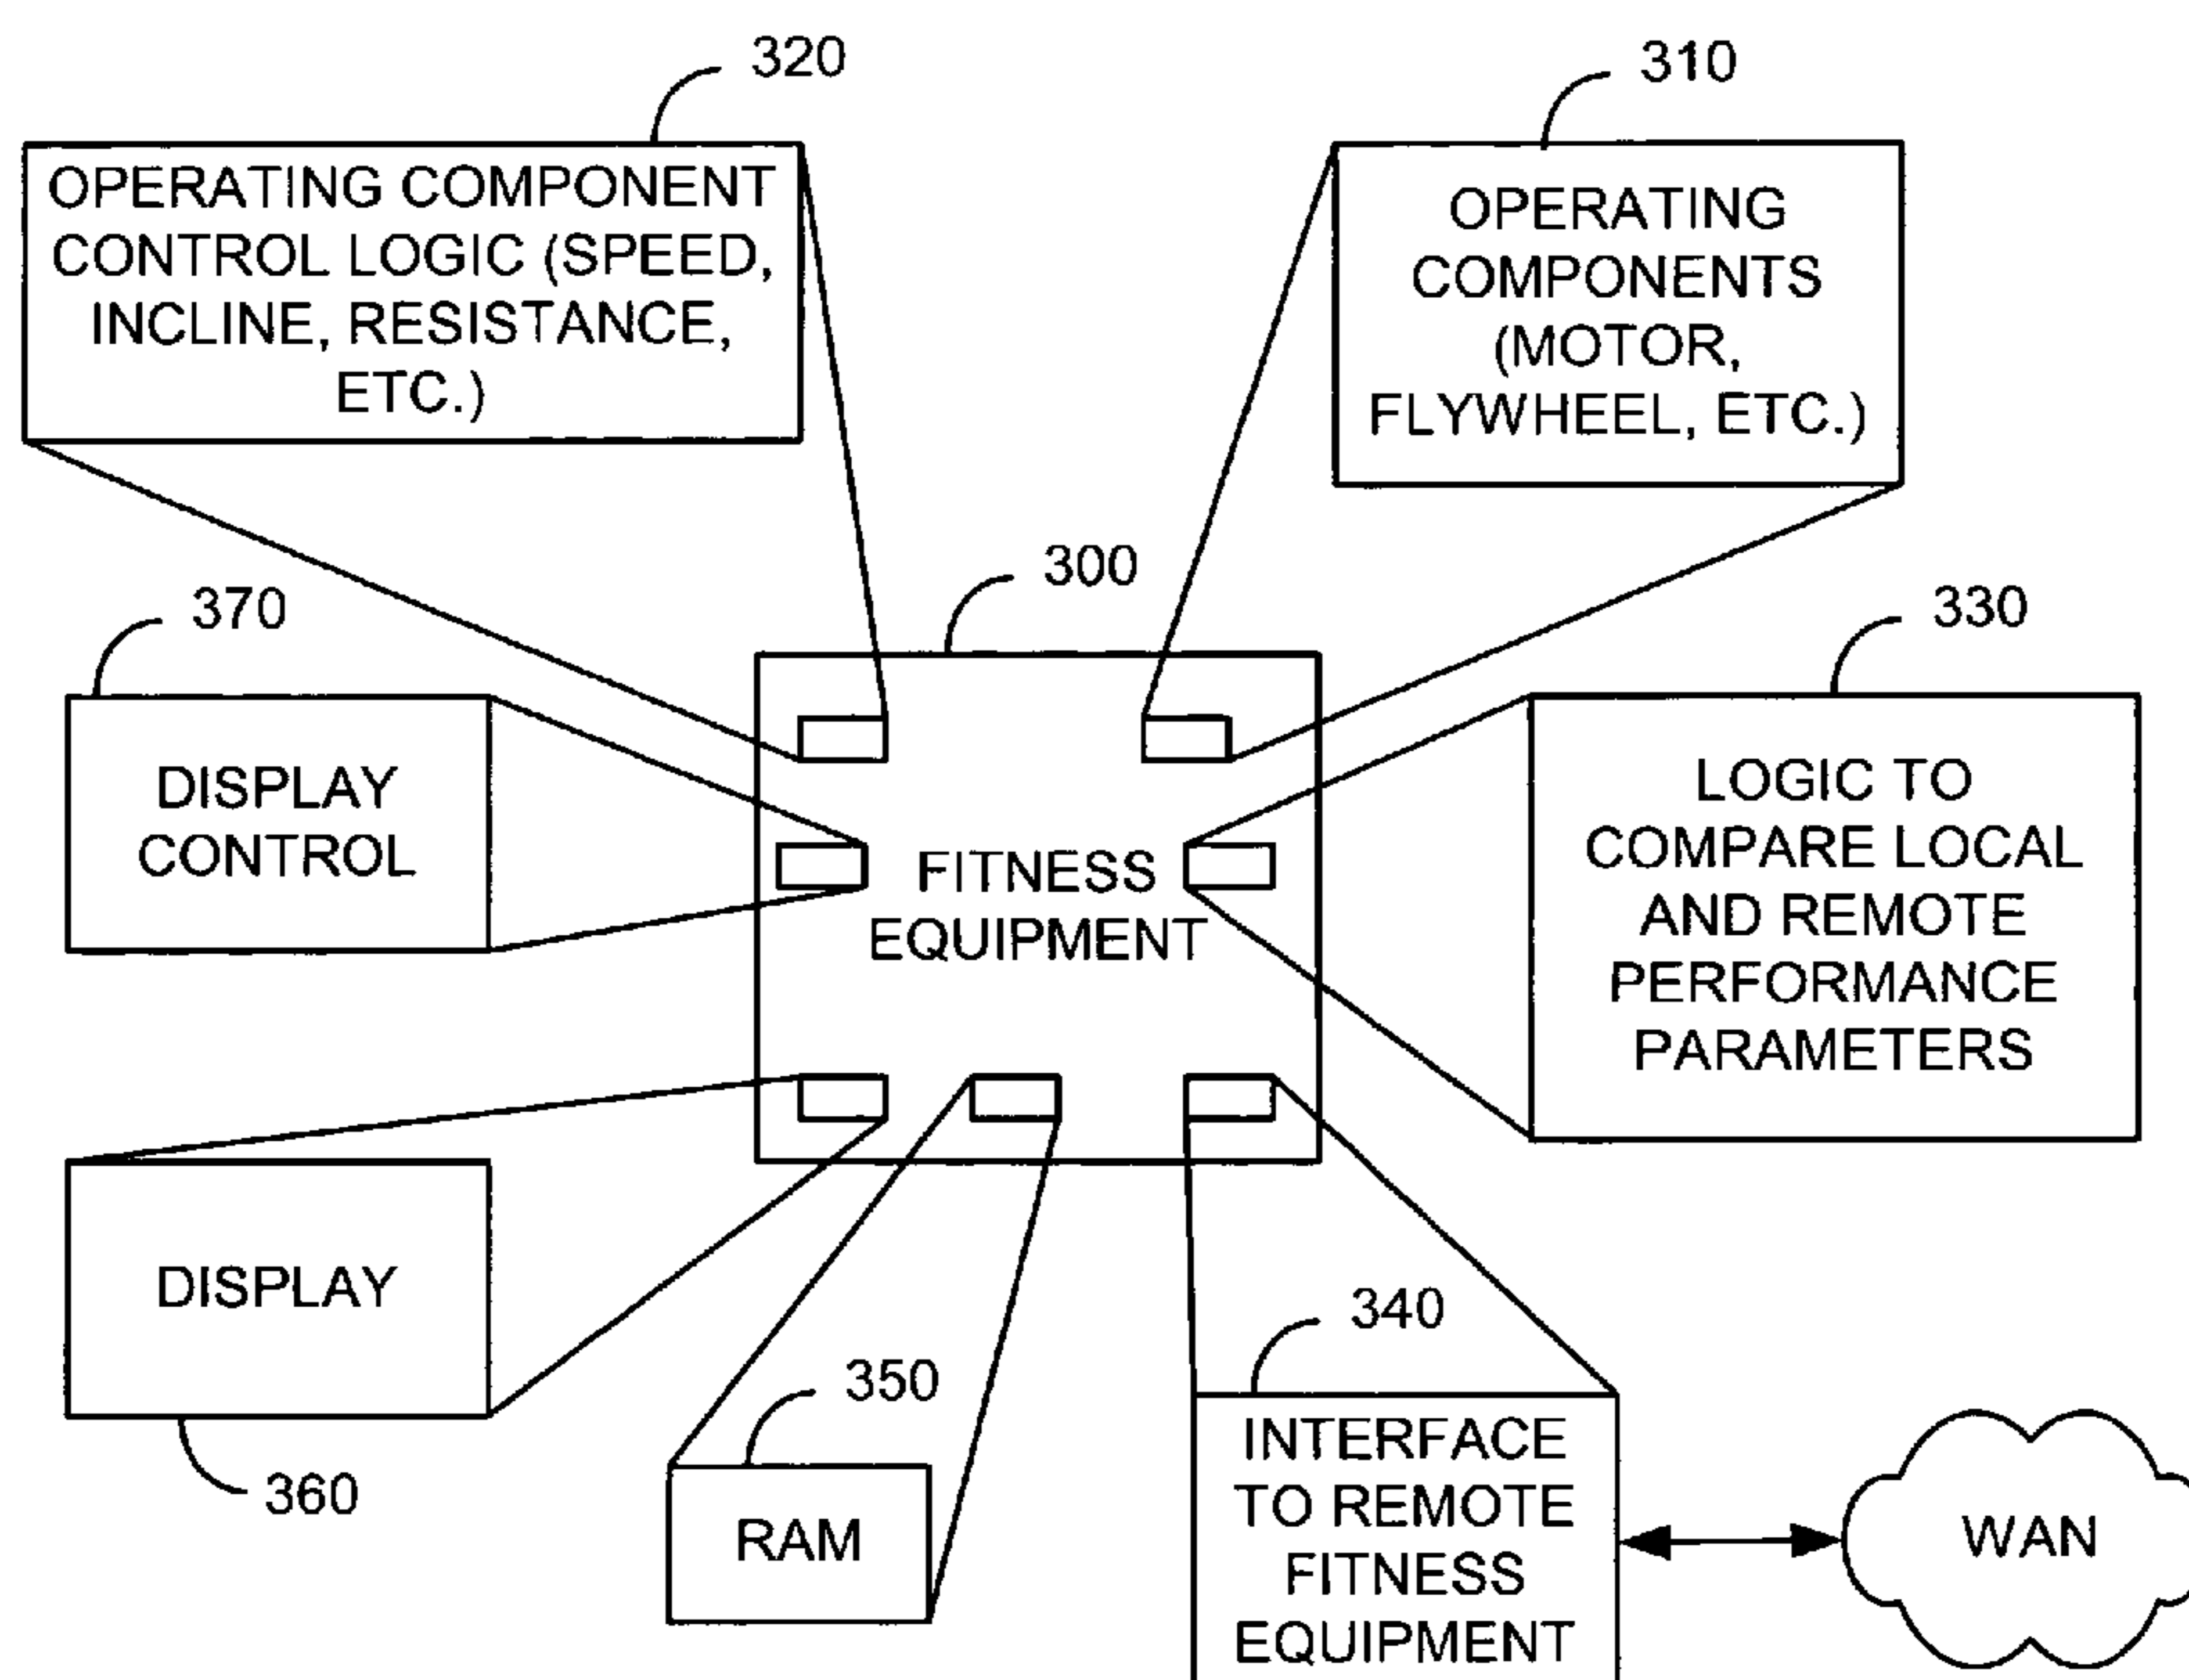 320
310
OPERATING COMPONENT
CONTROL LOGIC (SPEED,
INCLINE, RESISTANCE,
ETC.)
OPERATING
COMPONENTS
(MOTOR,
FLYWHEEL, ETC.)
300
370
330
DISPLAY
CONTROL
FITNESS
EQUIPMENT
LOGIC TO
COMPARE LOCAL
AND REMOTE
PERFORMANCE
PARAMETERS
DISPLAY
360
350
RAM
340
INTERFACE
TO REMOTE
FITNESS
EQUIPMENT
WAN